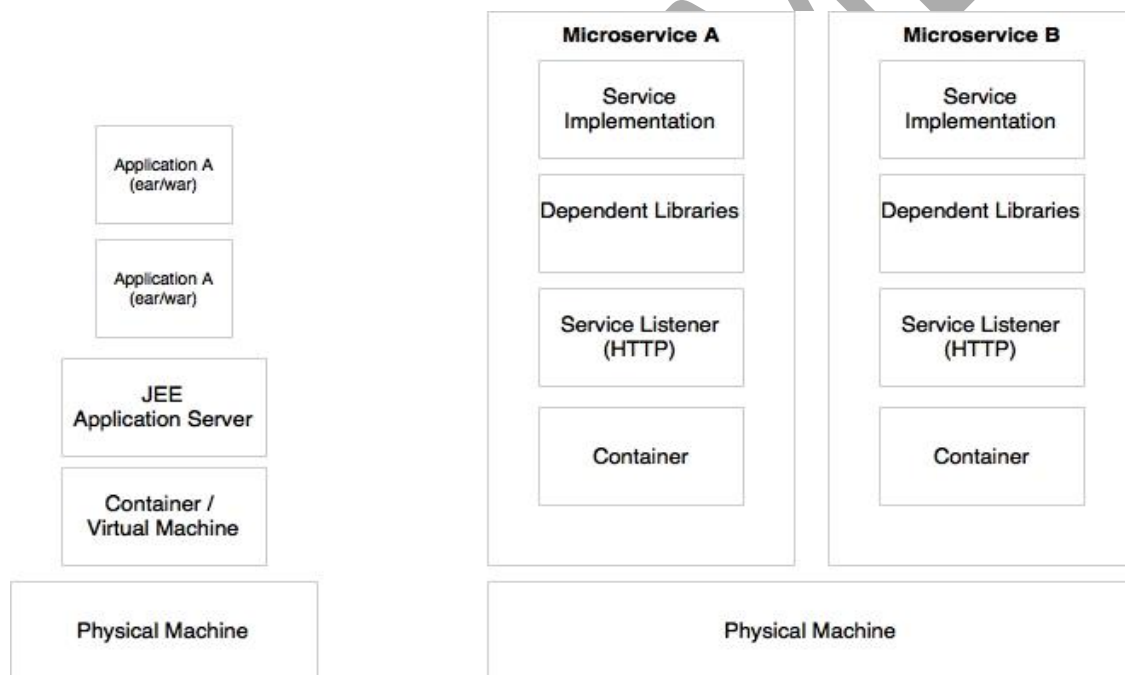 Application A
(ear/war)
Application A
(ear/war)
JEE
Application Server
Container /
Virtual Machine
Physical Machine
Microservice A
Service
Implementation
Dependent Libraries
Service Listener
(HTTP)
Container
Microservice B
Service
Implementation
Dependent Libraries
Service Listener
(HTTP)
Container
Physical Machine